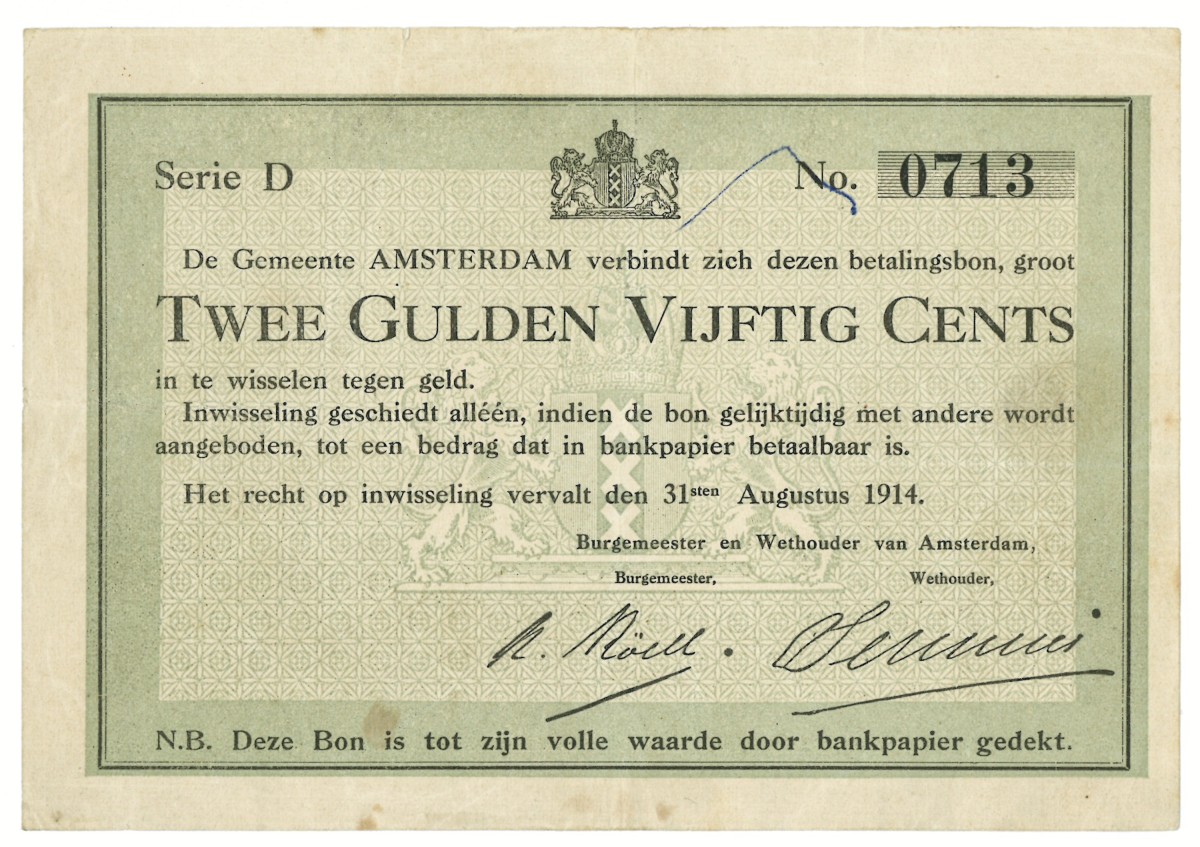 Serie D No. 0713
De Gemeente AMSTERDAM verbindt zich dezen betalingsbon, groot
TWEE GULDEN VIJFTIG CENTS
in te wisselen tegen geld.
Inwisseling geschiedt alléén, indien de bon gelijktijdig met andere wordt
aangeboden, tot een bedrag dat in bankpapier betaalbaar is.
Het recht op inwisseling vervalt den 31sten Augustus 1914.
Burgemeester en Wethouder van Amsterdam,
Burgemeester, Wethouder,
Röell.
N.B. Deze Bon is tot zijn volle waarde door bankpapier gedekt.